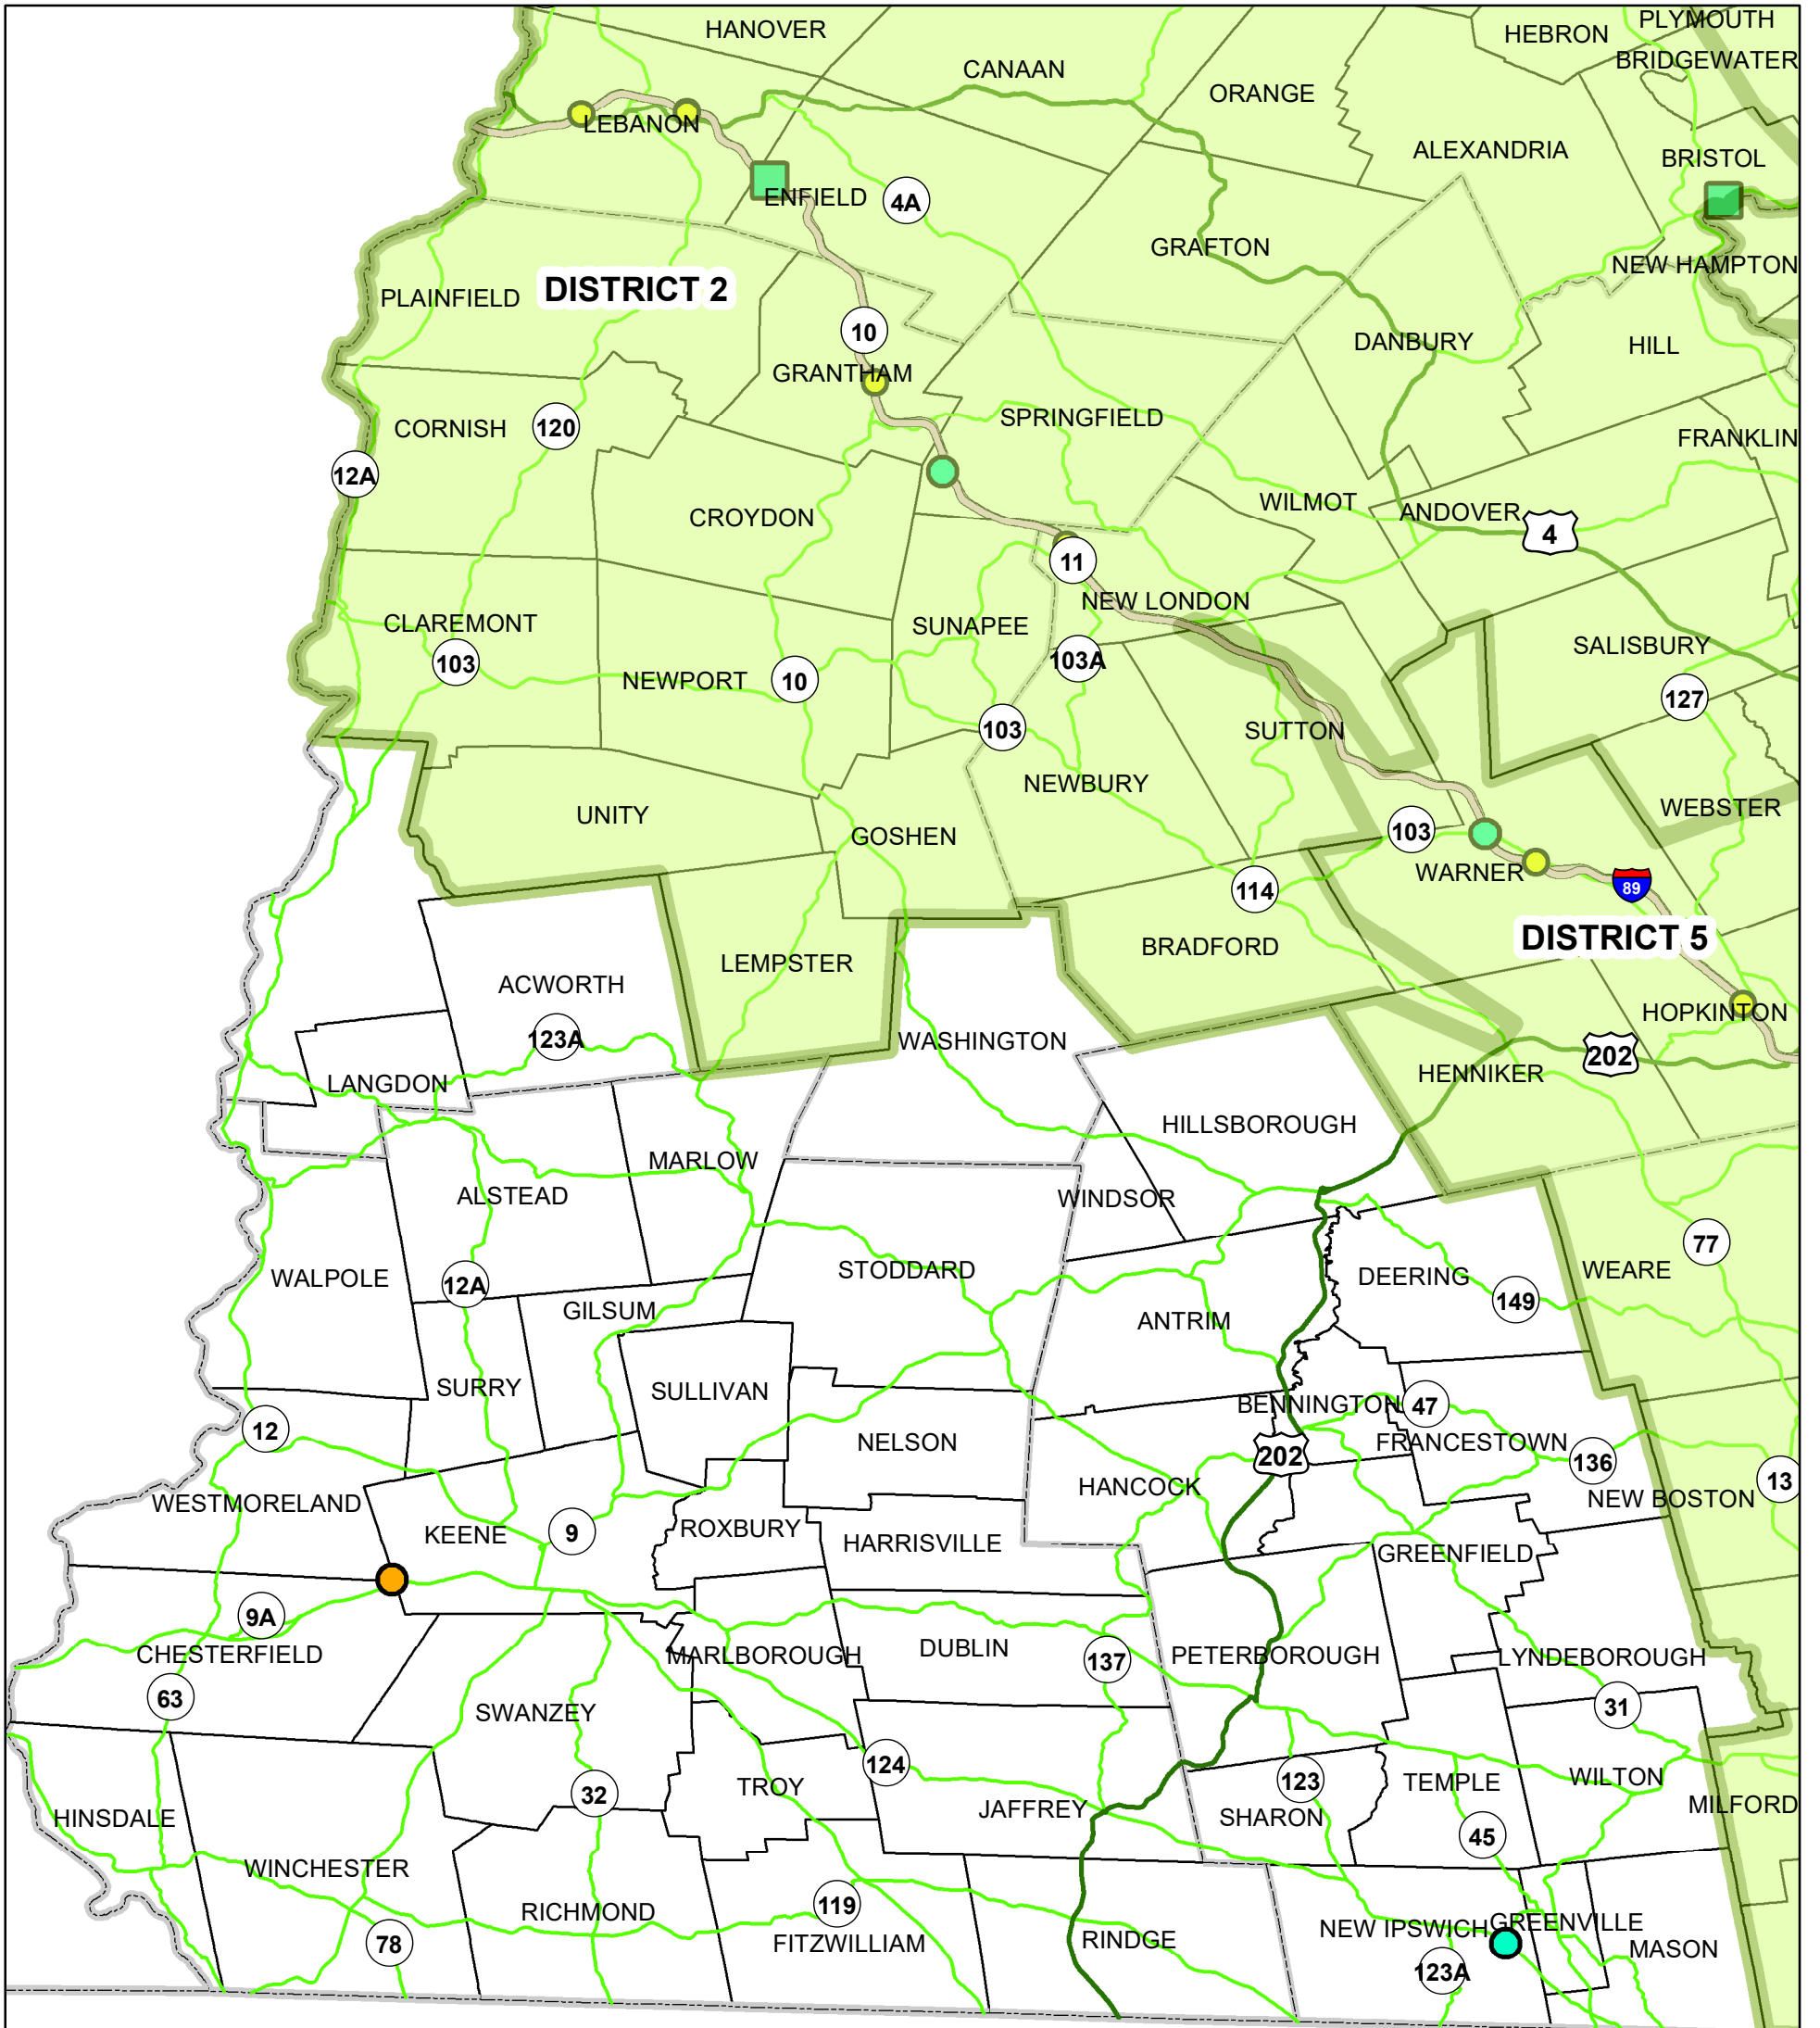 HANOVER
PLYMOUTH
HEBRON
BRIDGEWATER
CANAAN
ORANGE
LEBANON
ALEXANDRIA
BRISTOL
ENFIELD
4A
GRAFTON
NEW HAMPTON
PLAINFIELD
DISTRICT 2
10
DANBURY
HILL
GRANTHAM
SPRINGFIELD
CORNISH
120
FRANKLIN
12A
WILMOT
ANDOVER
4
CROYDON
11
NEW LONDON
CLAREMONT
SUNAPEE
SALISBURY
103
103A
NEWPORT
10
127
103
SUTTON
NEWBURY
WEBSTER
UNITY
GOSHEN
103
WARNER
89
114
DISTRICT 5
BRADFORD
LEMPSTER
ACWORTH
HOPKINTON
123A
WASHINGTON
202
LANGDON
HENNIKER
HILLSBOROUGH
MARLOW
ALSTEAD
WINDSOR
77
STODDARD
WALPOLE
DEERING
WEARE
12A
149
GILSUM
ANTRIM
SURRY
SULLIVAN
BENNINGTON
47
12
NELSON
FRANCESTOWN
202
136
HANCOCK
13
WESTMORELAND
NEW BOSTON
KEENE
9
ROXBURY
HARRISVILLE
GREENFIELD
9A
CHESTERFIELD
MARLBOROUGH
DUBLIN
137
PETERBOROUGH
LYNDEBOROUGH
63
31
SWANZEY
124
TROY
123
TEMPLE
WILTON
32
HINSDALE
JAFFREY
SHARON
MILFORD
45
WINCHESTER
119
RICHMOND
NEW IPSWICH
GREENVILLE
78
FITZWILLIAM
RINDGE
MASON
123A